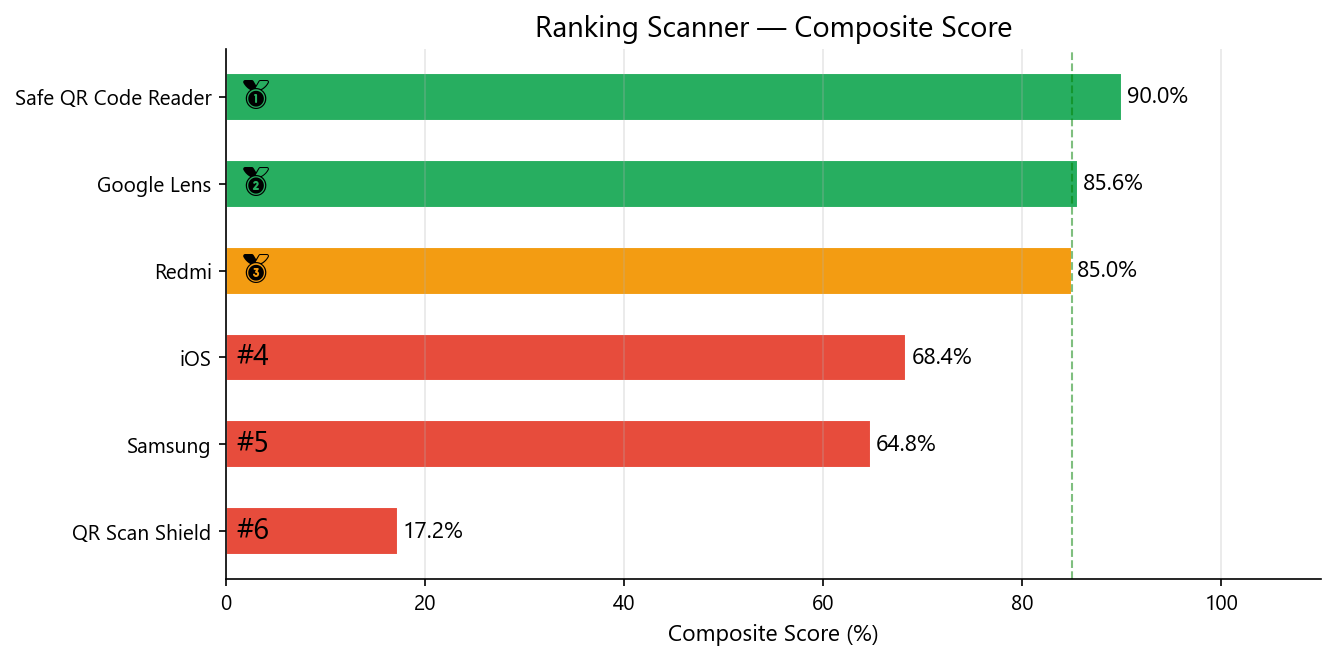 Ranking Scanner — Composite Score
Safe QR Code Reader 🥇 90.0%
Google Lens 🥈 85.6%
Redmi 🥉 85.0%
iOS #4 68.4%
Samsung #5 64.8%
QR Scan Shield #6 17.2%
0 20 40 60 80 100
Composite Score (%)